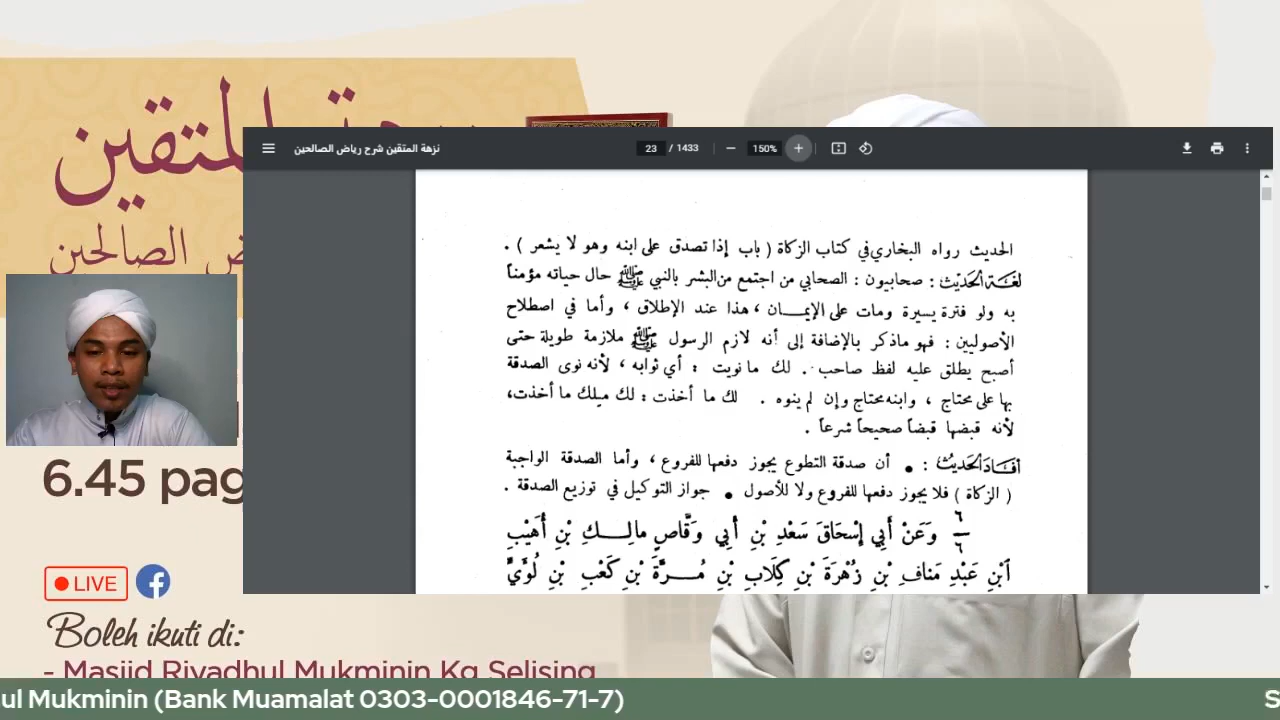 المتقين
الصالحين
نزهة المتقين شرح رياض الصالحين
23 / 1433
150%
الحديث رواه البخاري في كتاب الزكاة ( باب إذا تصدق على ابنه وهو لا يشعر ) .
لغة الحديث : صحابيون : الصحابي من اجتمع من البشر بالنبي ﷺ حال حياته مؤمناً
به ولو فترة يسيرة ومات على الإيمـان ، هذا عند الإطلاق ، وأما في اصطلاح
الأصوليين : فهو ماذكر بالإضافة إلى أنه لازم الرسول ﷺ ملازمة طويلة حتى
أصبح يطلق عليه لفظ صاحب . لك ما نويت : أي ثوابه ، لأنه نوى الصدقة
بها على محتاج ، وابنه محتاج وإن لم ينوه . لك ما أخذت : لك ميلك ما أخذت،
لأنه قبضها قبضاً صحيحاً شرعاً .
أفاد الحديث : • أن صدقة التطوع يجوز دفعها للفروع ، وأما الصدقة الواجبة
( الزكاة ) فلا يجوز دفعها للفروع ولا للأصول • جواز التوكيل في توزيع الصدقة .
٦/٦ وَعَنْ أَبِي إِسْحَاقَ سَعْدِ بْنِ أَبِي وَقَّاصٍ مالِـــكِ بْنِ أُهَيْبِ
ابْنِ عَبْدِ مَنافِ بْنِ زُهْرَةَ بْنِ كِلَابِ بْنِ مُـــرَّةَ بْنِ كَعْبِ بْنِ لُؤَيٍّ
6.45 pag
LIVE
Boleh ikuti di:
- Masjid Riyadhul Mukminin Kg Selising
ul Mukminin (Bank Muamalat 0303-0001846-71-7)
S